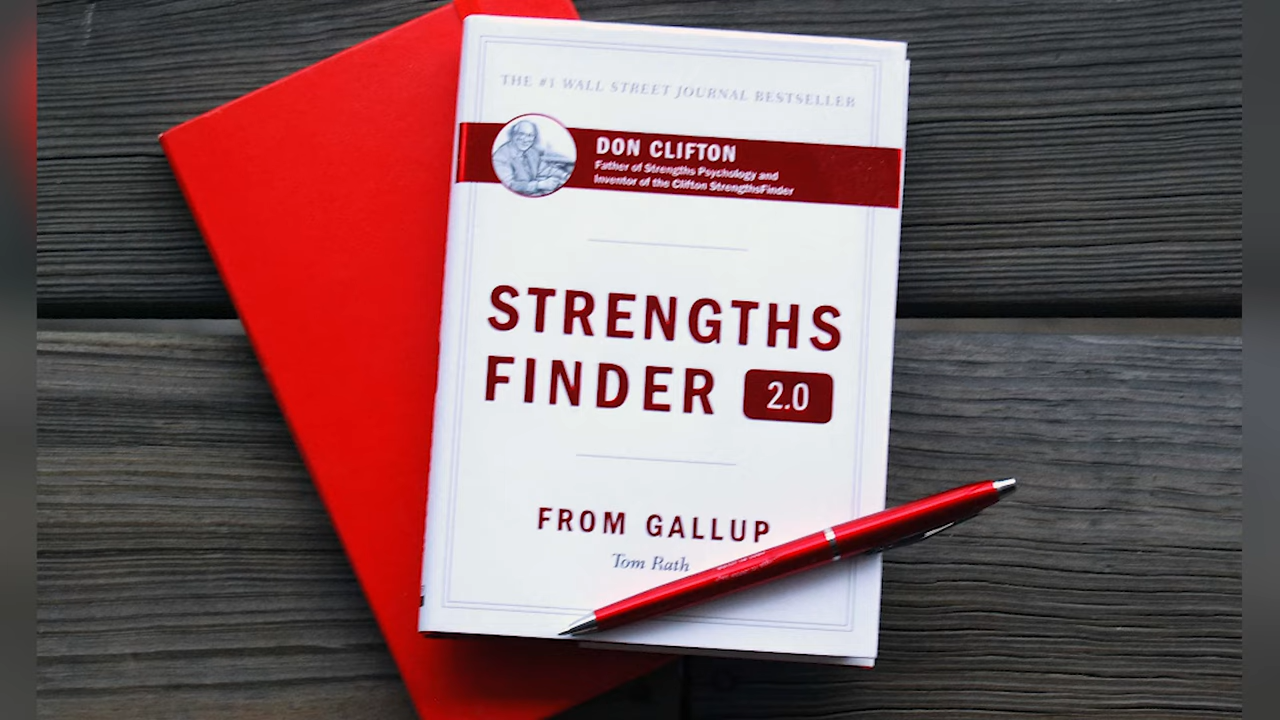 THE #1 WALL STREET JOURNAL BESTSELLER
DON CLIFTON
Father of Strengths Psychology and
Inventor of the Clifton StrengthsFinder
STRENGTHS
FINDER 2.0
FROM GALLUP
Tom Rath